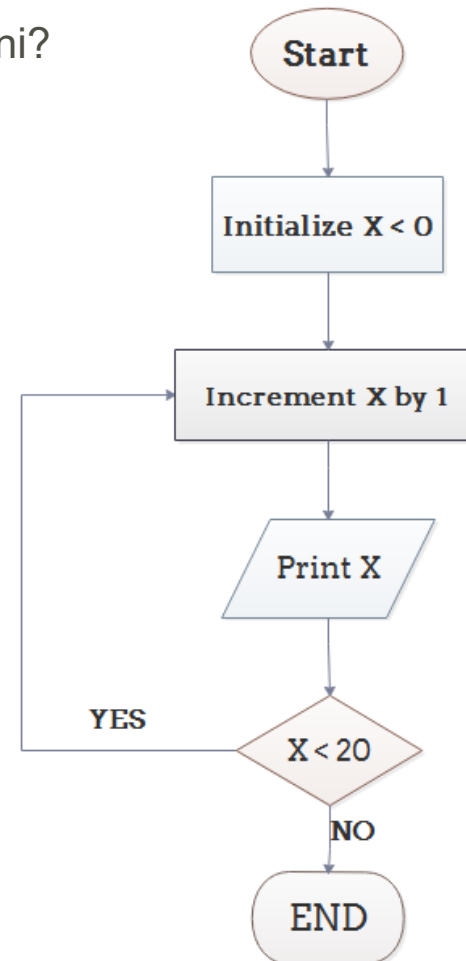 ni?
Start
Initialize X < 0
Increment X by 1
Print X
X < 20
YES
NO
END